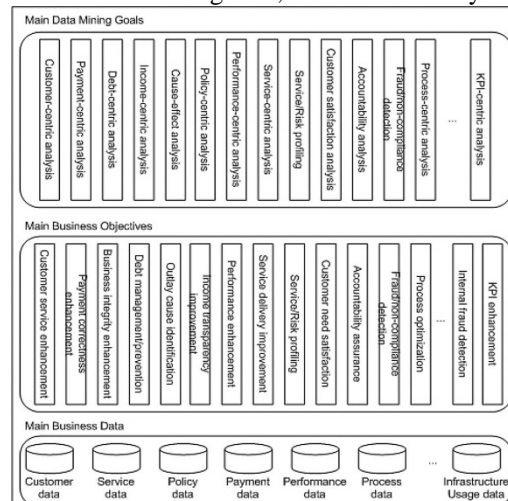 Main Data Mining Goals
Customer-centric analysis
Payment-centric analysis
Debt-centric analysis
Income-centric analysis
Cause-effect analysis
Policy-centric analysis
Performance-centric analysis
Service-centric analysis
Service/Risk profiling
Customer satisfaction analysis
Accountability analysis
Fraud/non-compliance
detection
Process-centric analysis
...
KPI-centric analysis
Main Business Objectives
Customer service enhancement
Payment correctness
enhancement
Business integrity enhancement
Debt management/prevention
Outlay cause identification
Income transparency
improvement
Performance enhancement
Service delivery improvement
Service/Risk profiling
Customer need satisfaction
Accountability assurance
Fraud/non-compliance
detection
Process optimization
...
Internal fraud detection
KPI enhancement
Main Business Data
Customer
data
Service
data
Policy
data
Payment
data
Performance
data
Process
data
...
Infrastructure
Usage data